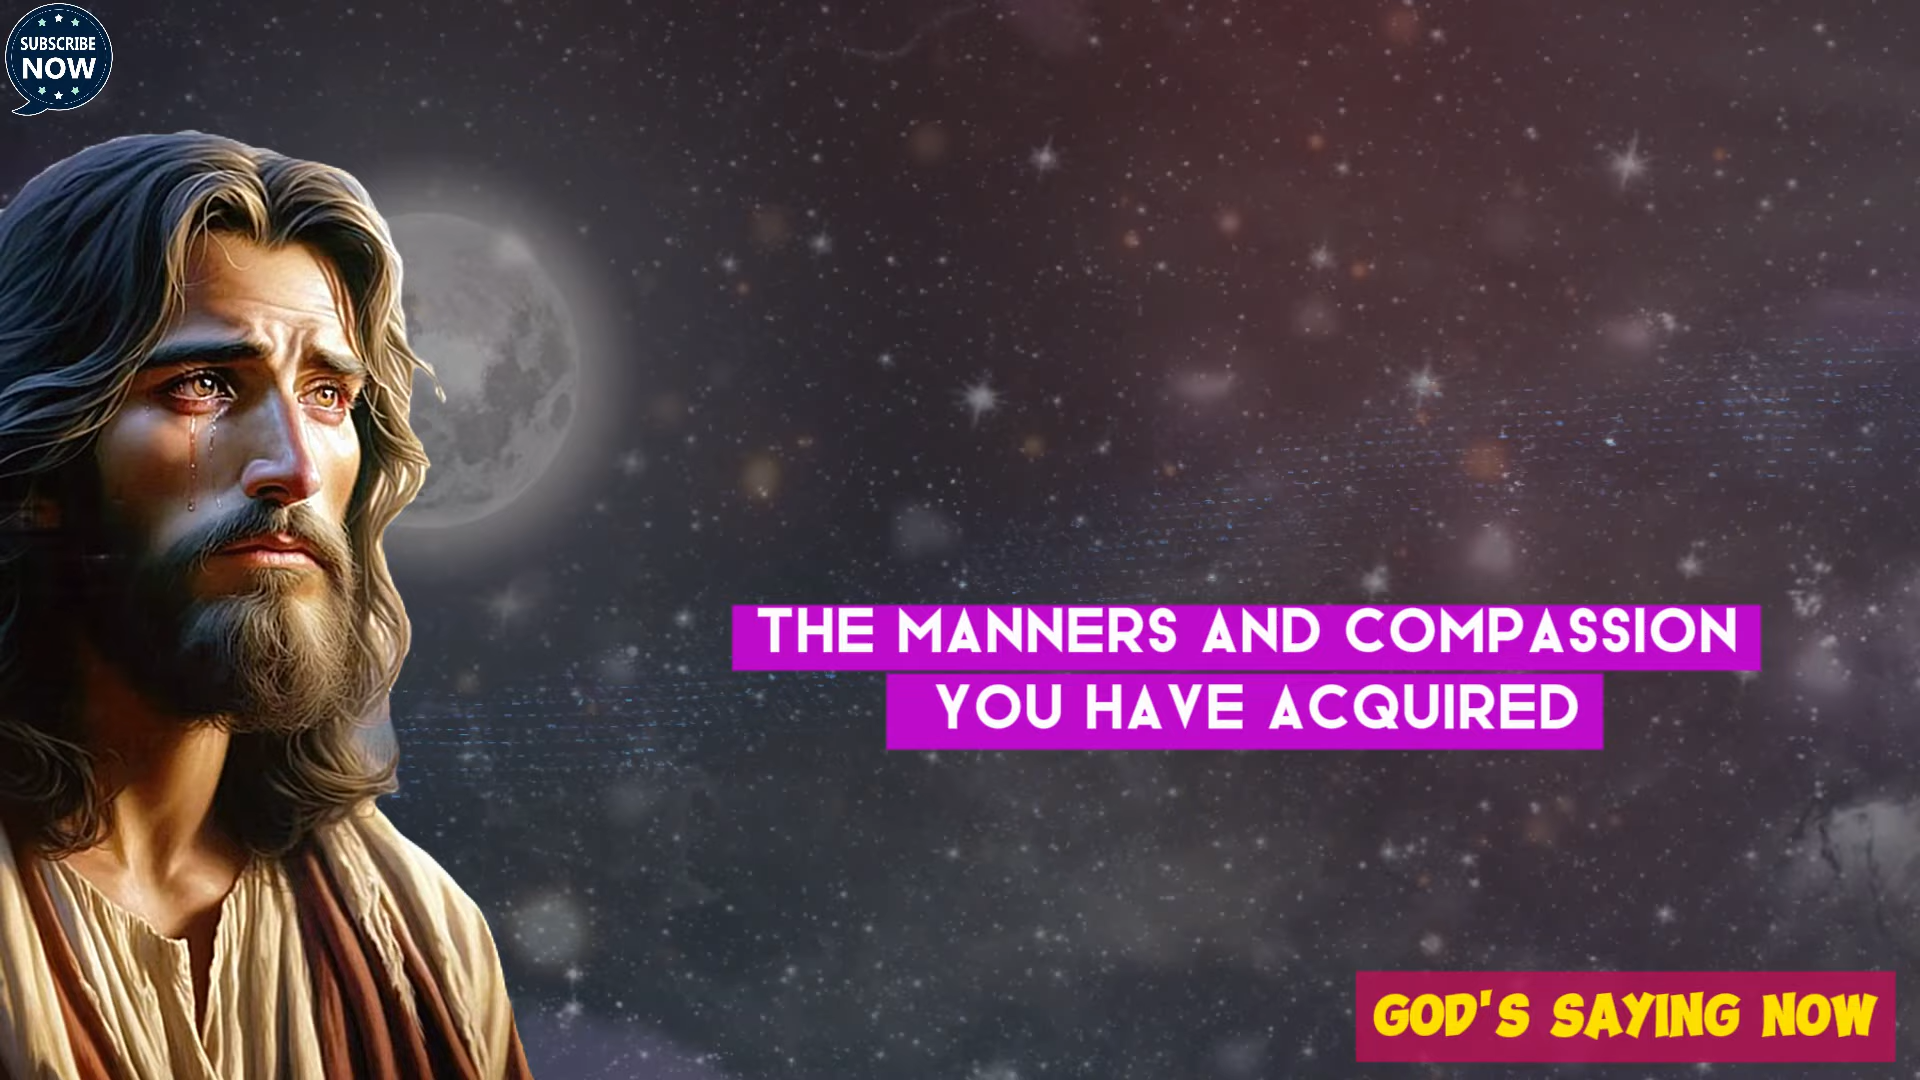 SUBSCRIBE
NOW
THE MANNERS AND COMPASSION
YOU HAVE ACQUIRED
GOD'S SAYING NOW